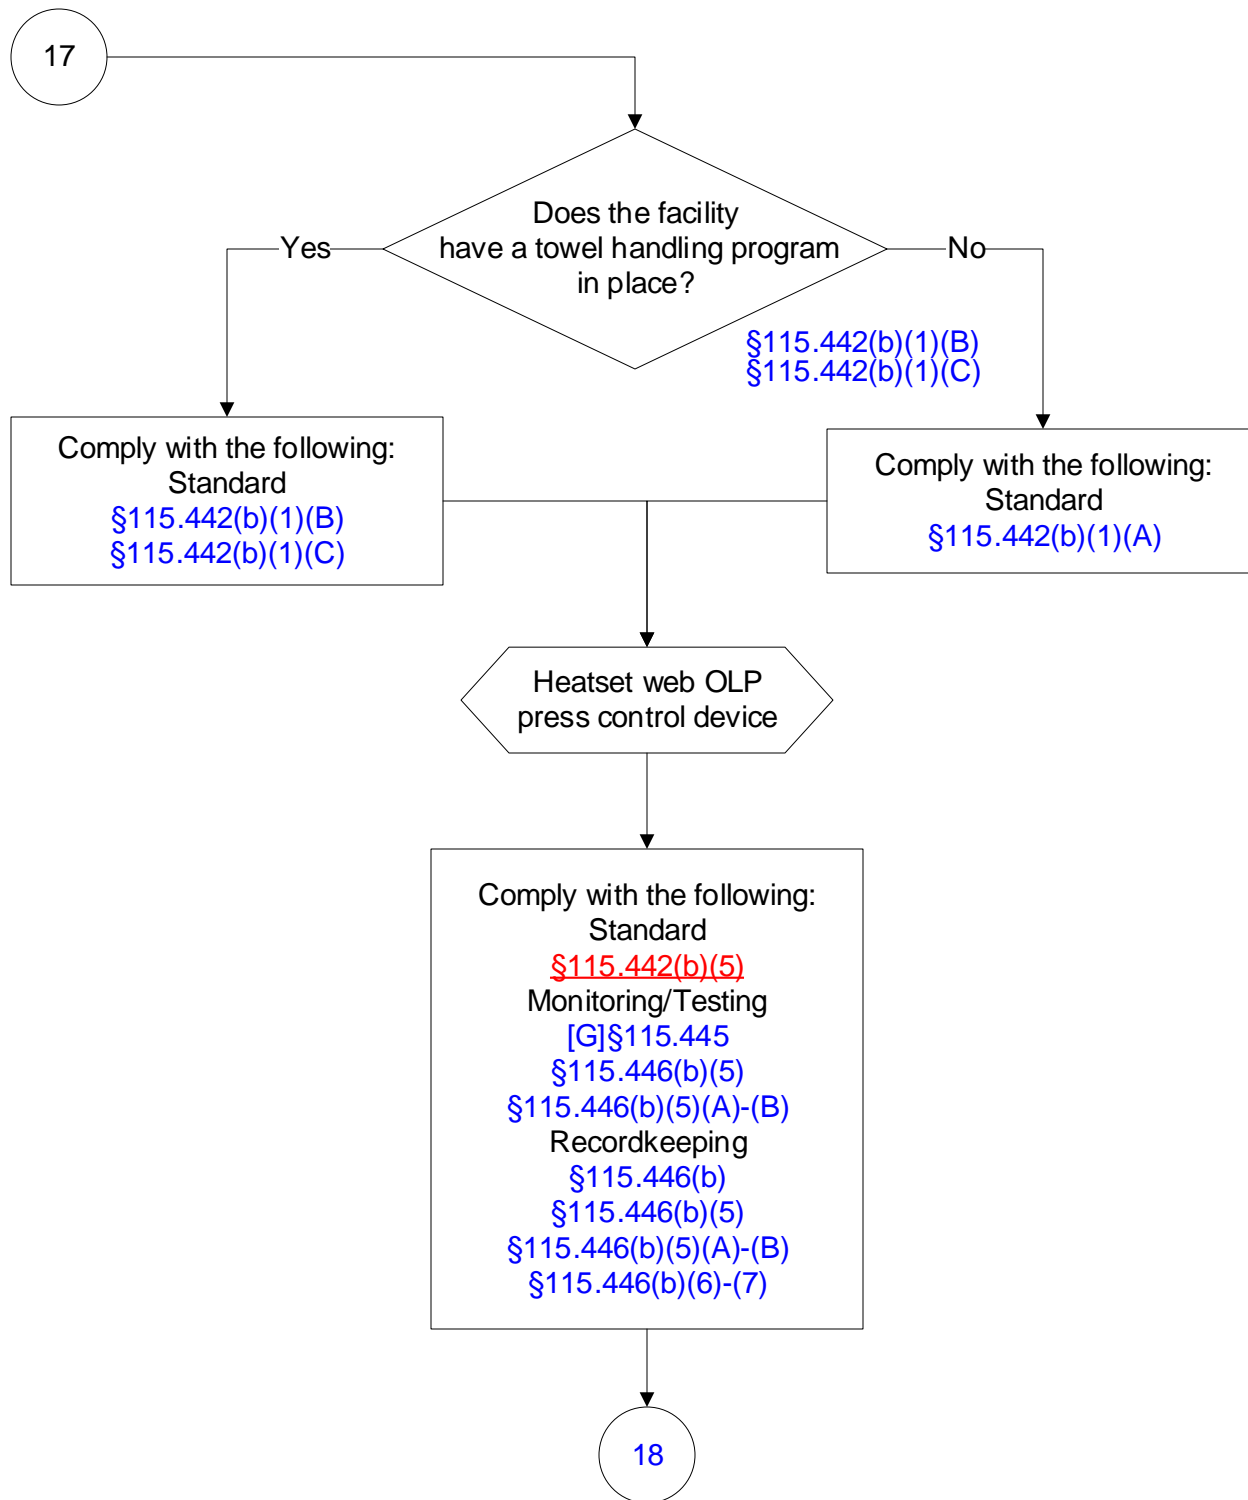 17
Does the facility
have a towel handling program
in place?
Yes
No
§115.442(b)(1)(B)
§115.442(b)(1)(C)
Comply with the following:
Standard
§115.442(b)(1)(B)
§115.442(b)(1)(C)
Comply with the following:
Standard
§115.442(b)(1)(A)
Heatset web OLP
press control device
Comply with the following:
Standard
§115.442(b)(5)
Monitoring/Testing
[G]§115.445
§115.446(b)(5)
§115.446(b)(5)(A)-(B)
Recordkeeping
§115.446(b)
§115.446(b)(5)
§115.446(b)(5)(A)-(B)
§115.446(b)(6)-(7)
18